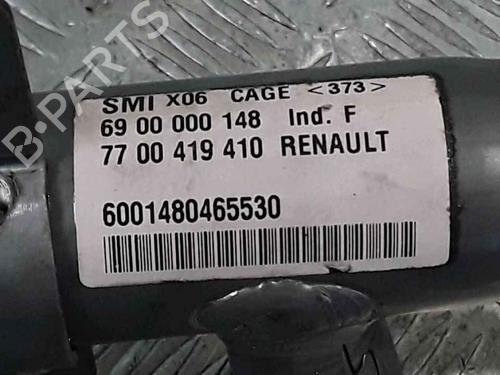 B-PARTS
SMI X06 CAGE <373>
69 00 000 148 Ind. F
77 00 419 410 RENAULT
6001480465530